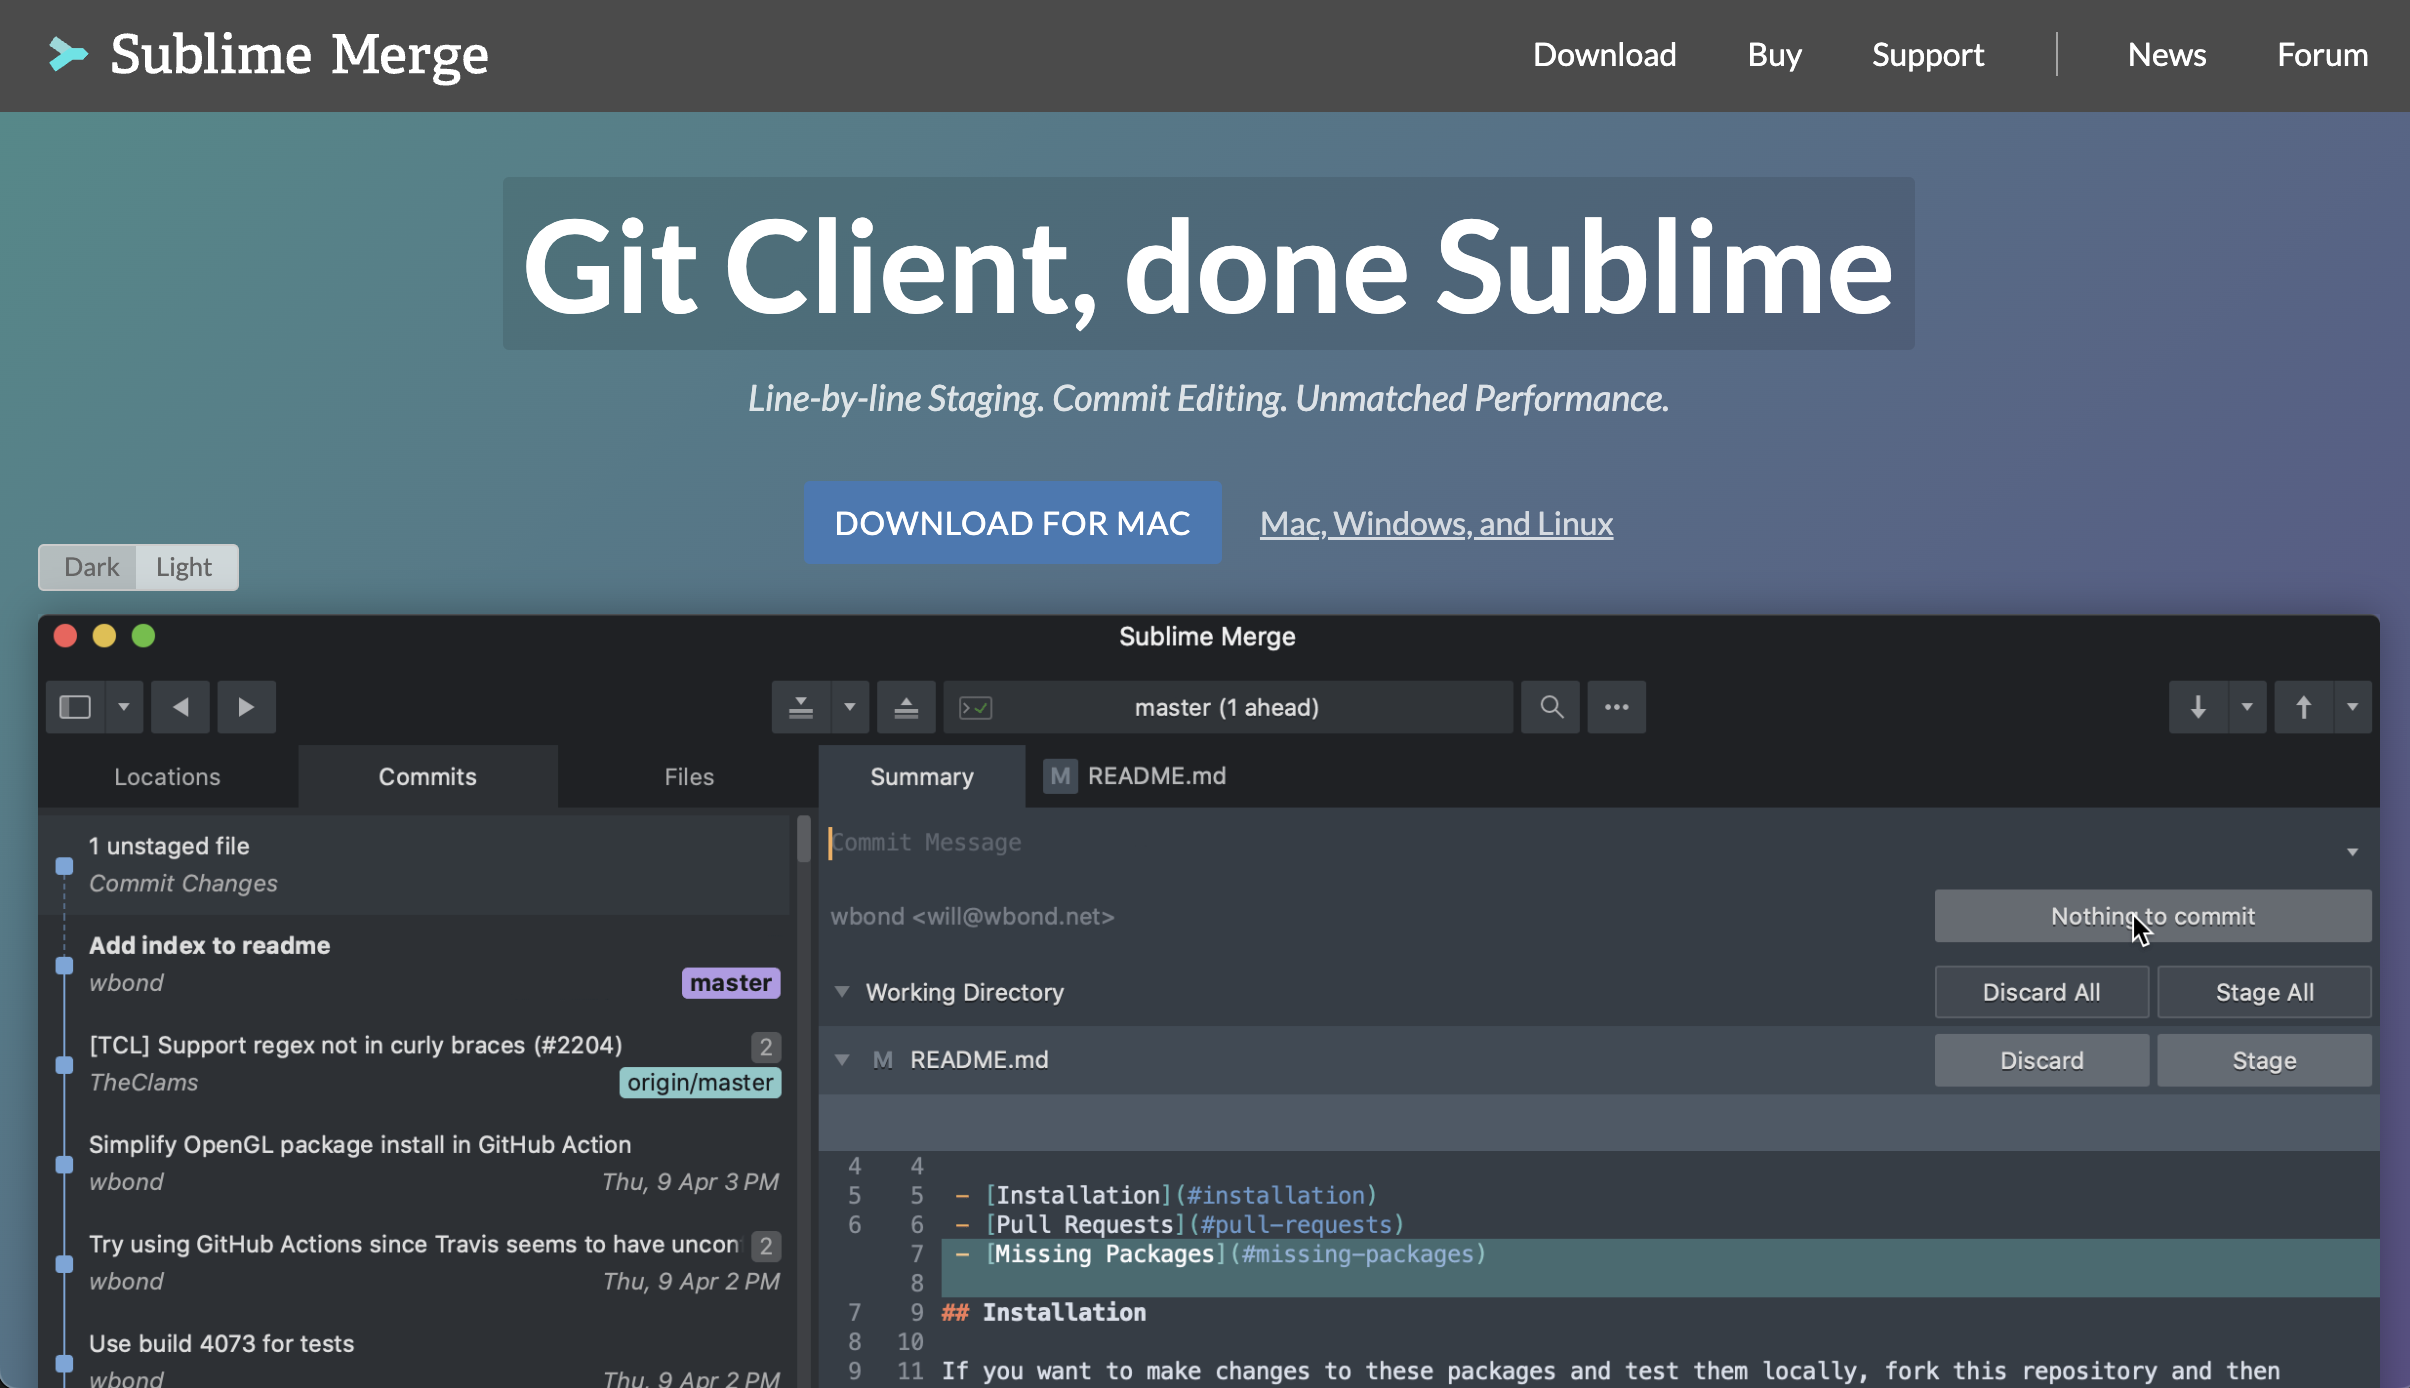 Sublime Merge
Download Buy Support News Forum
Git Client, done Sublime
Line-by-line Staging. Commit Editing. Unmatched Performance.
DOWNLOAD FOR MAC Mac, Windows, and Linux
Dark Light
Sublime Merge
master (1 ahead)
Locations Commits Files
1 unstaged file
Commit Changes
Add index to readme
wbond master
[TCL] Support regex not in curly braces (#2204) 2
TheClams origin/master
Simplify OpenGL package install in GitHub Action
wbond Thu, 9 Apr 3 PM
Try using GitHub Actions since Travis seems to have uncon 2
wbond Thu, 9 Apr 2 PM
Use build 4073 for tests
wbond Thu, 9 Apr 2 PM
Summary M README.md
Commit Message
wbond <will@wbond.net> Nothing to commit
Working Directory Discard All Stage All
M README.md Discard Stage
4 4
5 5 - [Installation](#installation)
6 6 - [Pull Requests](#pull-requests)
7 - [Missing Packages](#missing-packages)
8
7 9 ## Installation
8 10
9 11 If you want to make changes to these packages and test them locally, fork this repository and then